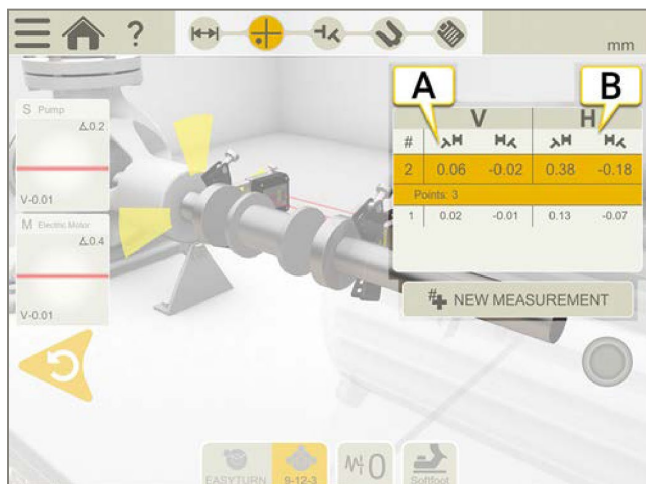 ?
mm
A
B
V H
#
2 0.06 -0.02 0.38 -0.18
Points: 3
1 0.02 -0.01 0.13 -0.07
NEW MEASUREMENT
S Pump
∡0.2
V-0.01
M Electric Motor
∡0.4
V-0.01
EASYTURN
9-12-3
0
Softfoot